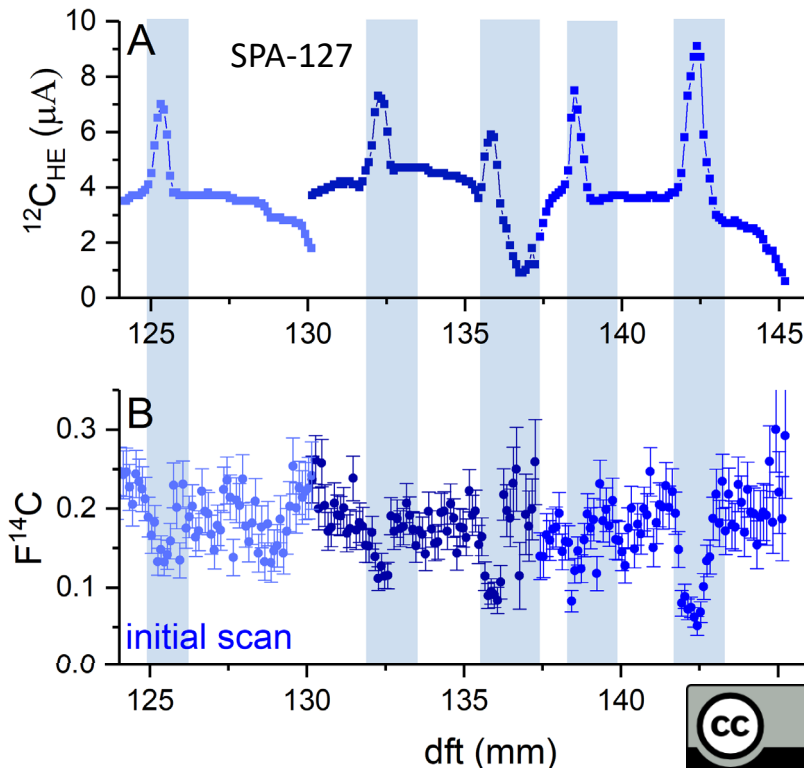 A
SPA-127
¹²C_HE (µA)
10
8
6
4
2
0
125
130
135
140
145
B
F¹⁴C
0.3
0.2
0.1
0.0
initial scan
125
130
135
140
dft (mm)
cc